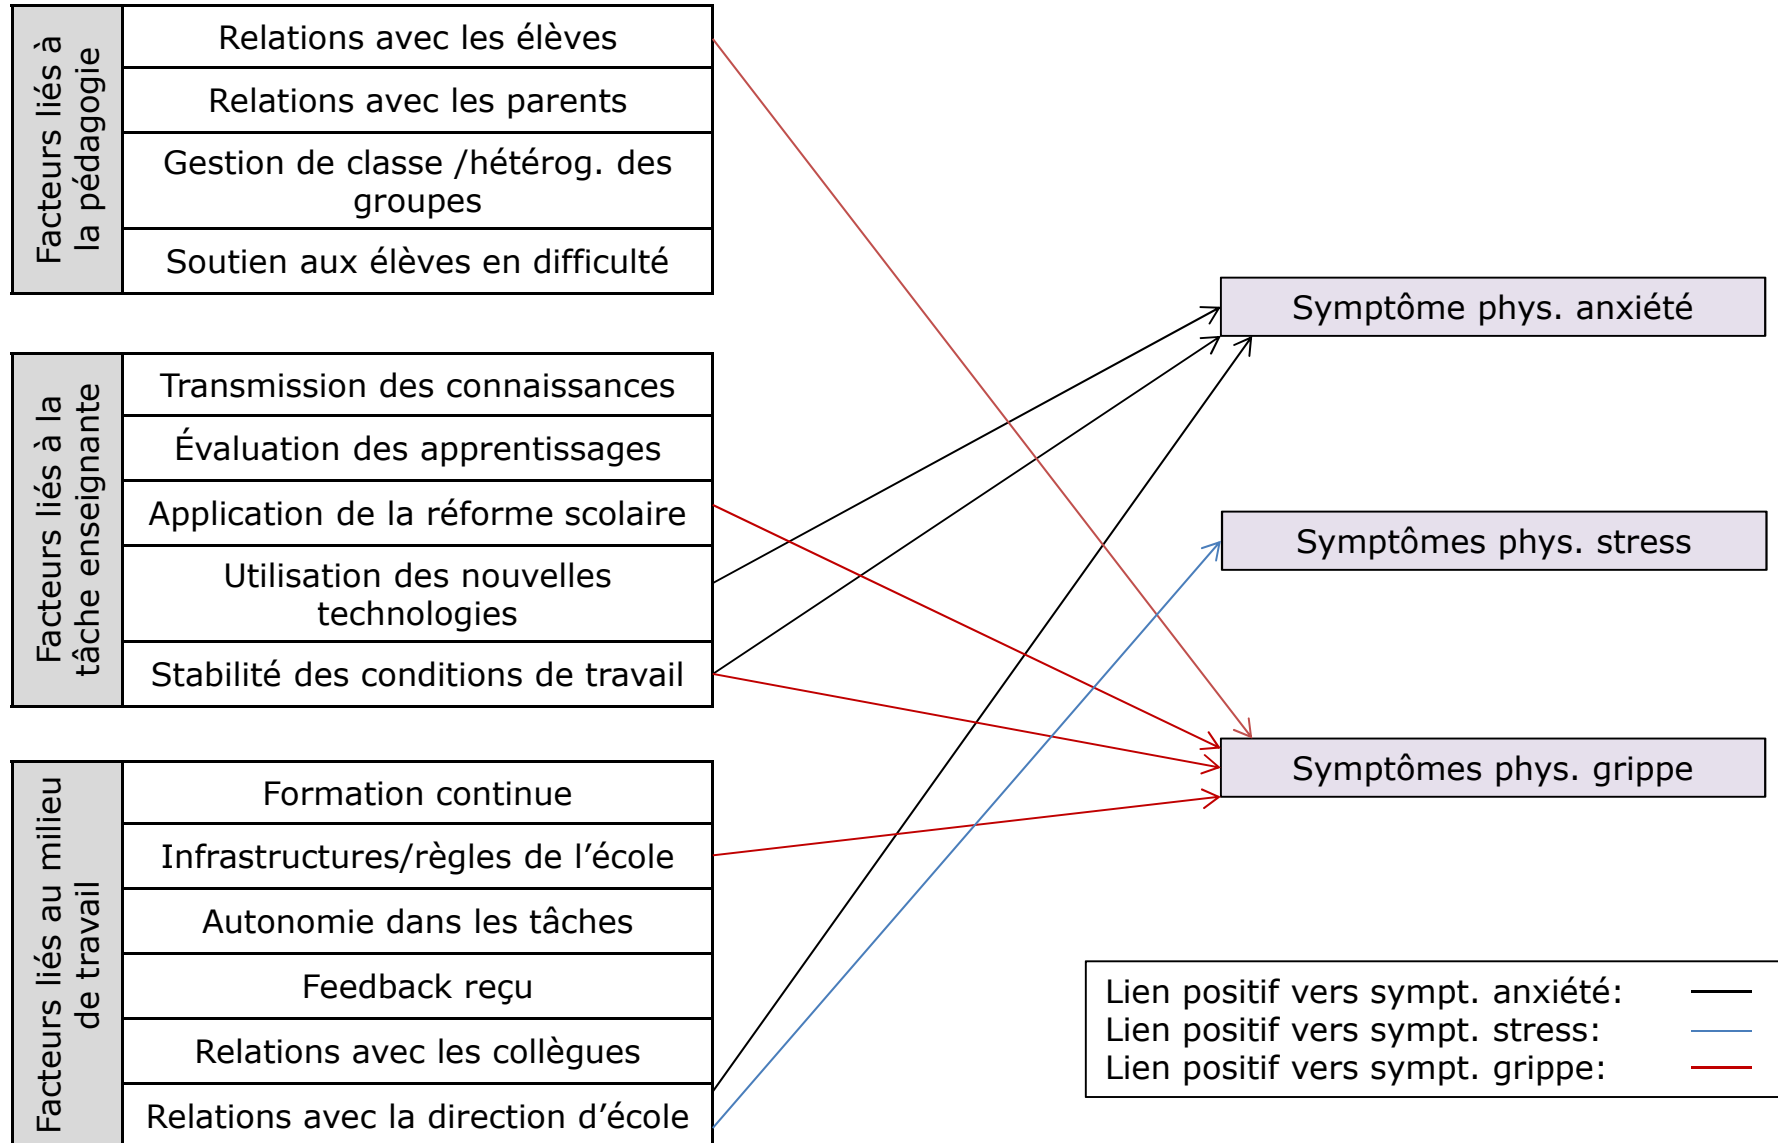 Facteurs liés à
la pédagogie
Relations avec les élèves
Relations avec les parents
Gestion de classe /hétérog. des
groupes
Soutien aux élèves en difficulté
Facteurs liés à la
tâche enseignante
Transmission des connaissances
Évaluation des apprentissages
Application de la réforme scolaire
Utilisation des nouvelles
technologies
Stabilité des conditions de travail
Facteurs liés au milieu
de travail
Formation continue
Infrastructures/règles de l’école
Autonomie dans les tâches
Feedback reçu
Relations avec les collègues
Relations avec la direction d’école
Symptôme phys. anxiété
Symptômes phys. stress
Symptômes phys. grippe
Lien positif vers sympt. anxiété:
Lien positif vers sympt. stress:
Lien positif vers sympt. grippe: